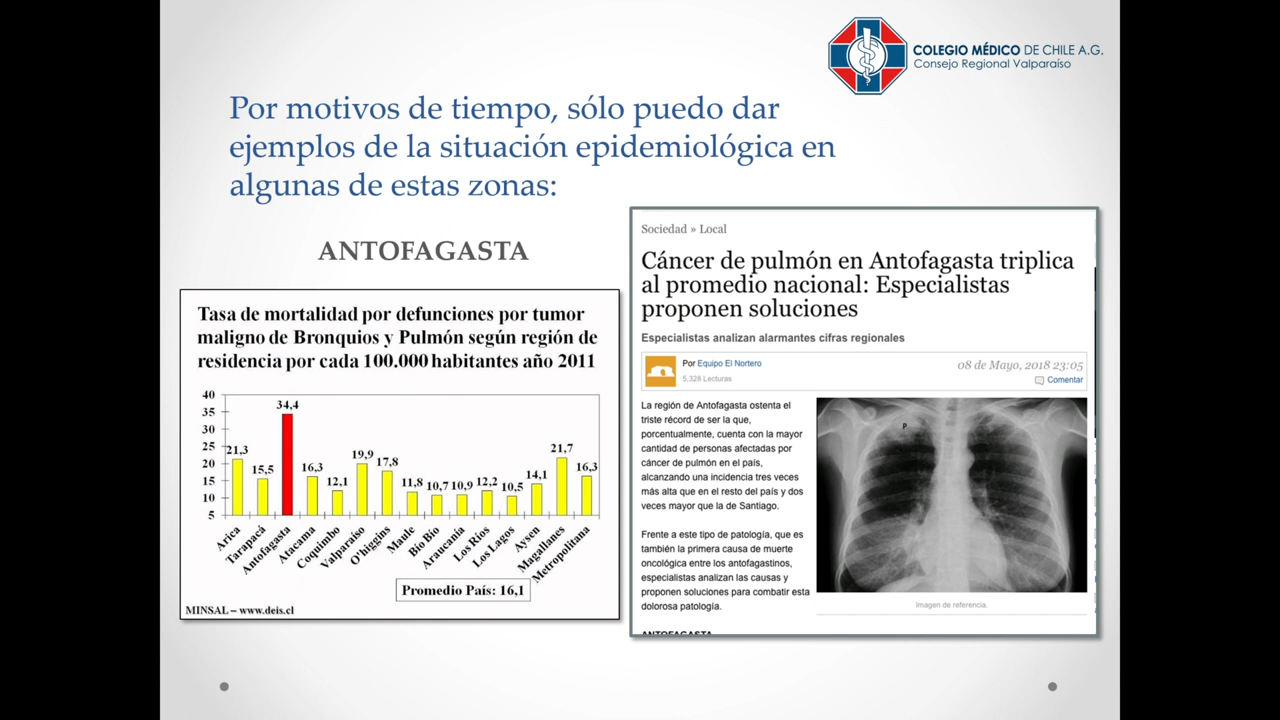 COLEGIO MÉDICO DE CHILE A.G.
Consejo Regional Valparaíso
Por motivos de tiempo, sólo puedo dar
ejemplos de la situación epidemiológica en
algunas de estas zonas:
ANTOFAGASTA
Tasa de mortalidad por defunciones por tumor
maligno de Bronquios y Pulmón según región de
residencia por cada 100.000 habitantes año 2011
40
35
30
25
20
15
10
5
21,3
15,5
34,4
16,3
12,1
19,9
17,8
11,8
10,7
10,9
12,2
10,5
14,1
21,7
16,3
Arica
Tarapacá
Antofagasta
Atacama
Coquimbo
Valparaíso
O'higgins
Maule
Bío Bío
Araucanía
Los Ríos
Los Lagos
Aysen
Magallanes
Metropolitana
Promedio País: 16,1
MINSAL – www.deis.cl
Sociedad » Local
Cáncer de pulmón en Antofagasta triplica
al promedio nacional: Especialistas
proponen soluciones
Especialistas analizan alarmantes cifras regionales
Por Equipo El Nortero
5,328 Lecturas
08 de Mayo, 2018 23:05
Comentar
La región de Antofagasta ostenta el
triste récord de ser la que,
porcentualmente, cuenta con la mayor
cantidad de personas afectadas por
cáncer de pulmón en el país,
alcanzando una incidencia tres veces
más alta que en el resto del país y dos
veces mayor que la de Santiago.
Frente a este tipo de patología, que es
también la primera causa de muerte
oncológica entre los antofagastinos,
especialistas analizan las causas y
proponen soluciones para combatir esta
dolorosa patología.
ANTOFAGASTA
P
Imagen de referencia.